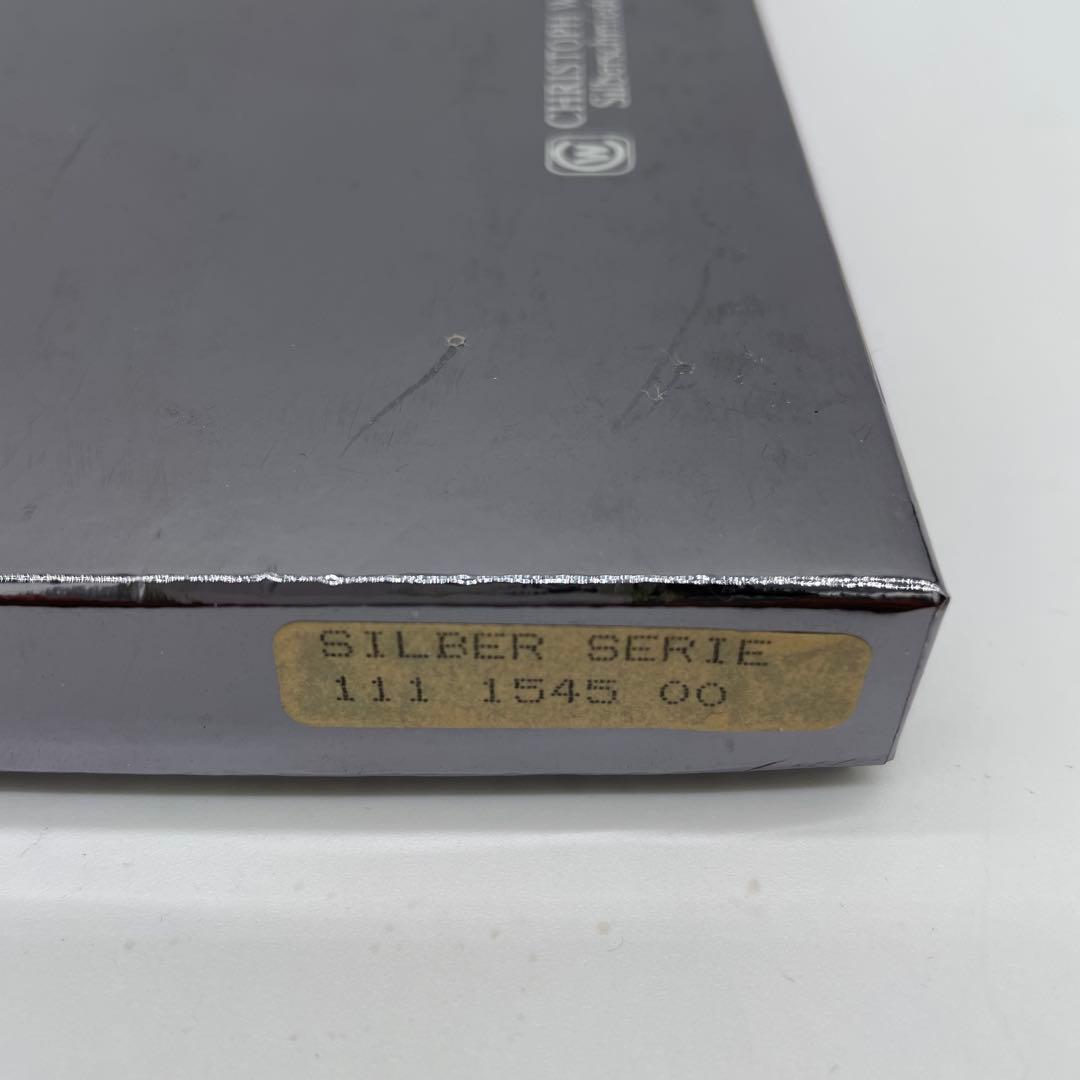 CHRISTOPH
W
SILBER SERIE
111 1545 00